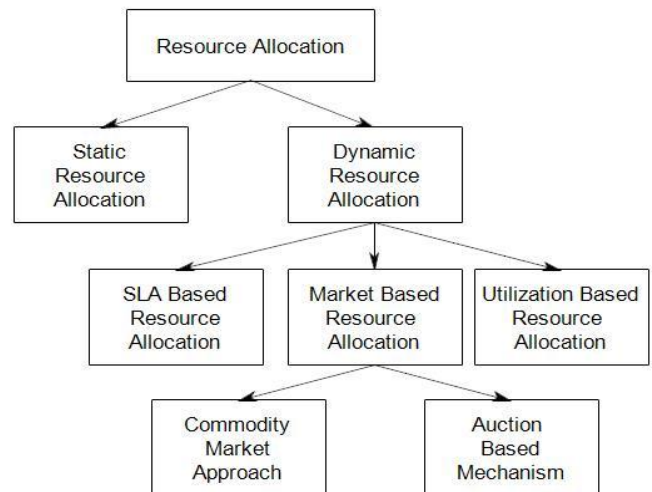 Resource Allocation
Static
Resource
Allocation
Dynamic
Resource
Allocation
SLA Based
Resource
Allocation
Market Based
Resource
Allocation
Utilization Based
Resource
Allocation
Commodity
Market
Approach
Auction
Based
Mechanism